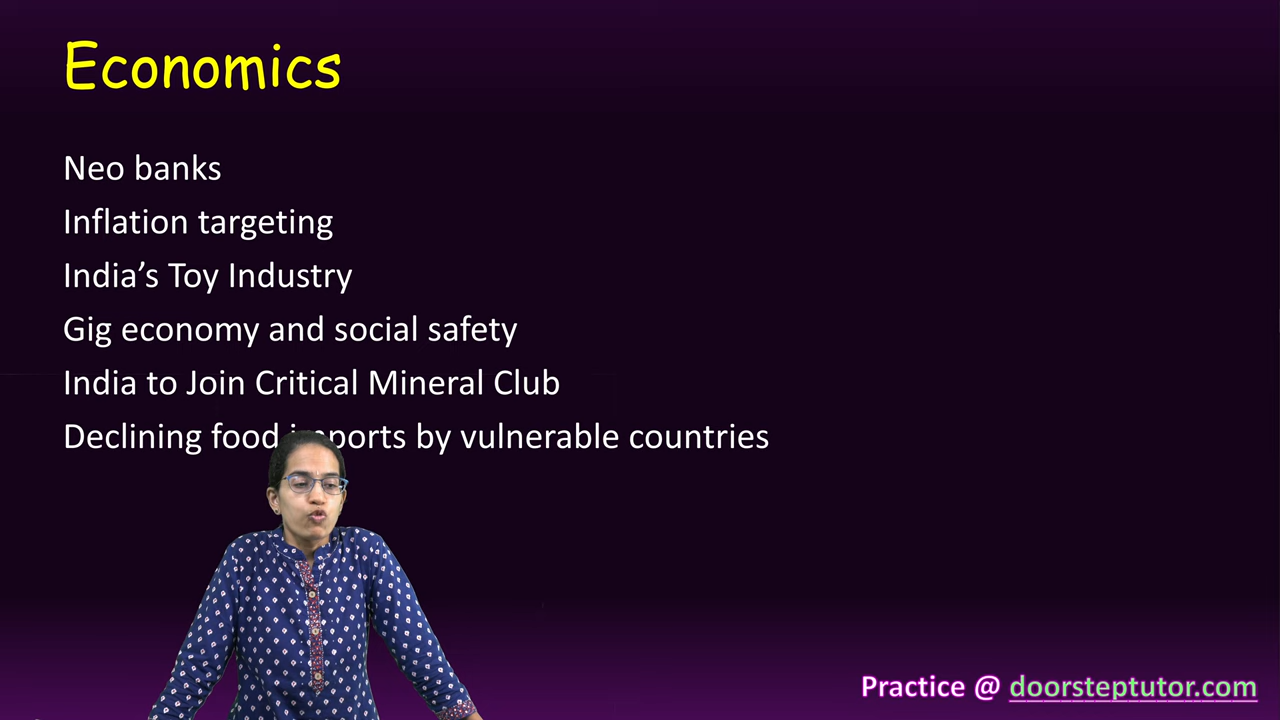 Economics
Neo banks
Inflation targeting
India's Toy Industry
Gig economy and social safety
India to Join Critical Mineral Club
Declining food imports by vulnerable countries
Practice @ doorsteptutor.com